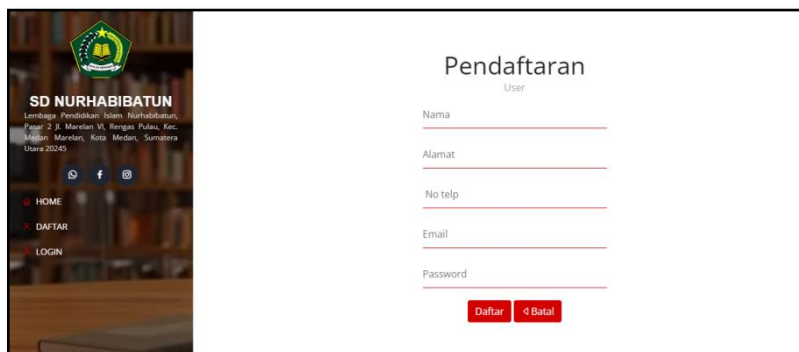 SD NURHABIBATUN
Lembaga Pendidikan Islam Nurhabibatun,
Pasar 2 Jl. Marelan VI, Rengas Pulau, Kec.
Medan Marelan, Kota Medan, Sumatera
Utara 20245
HOME
DAFTAR
LOGIN
Pendaftaran
User
Nama
Alamat
No telp
Email
Password
Daftar
Batal